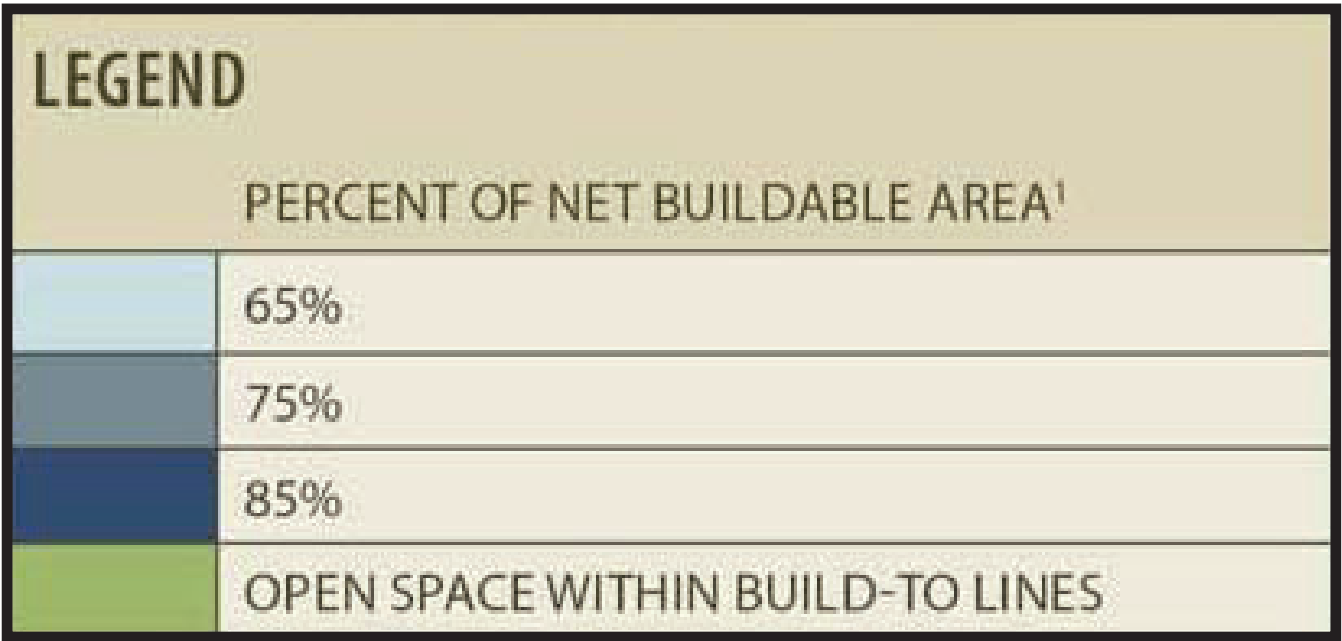 LEGEND
PERCENT OF NET BUILDABLE AREA¹
65%
75%
85%
OPEN SPACE WITHIN BUILD-TO LINES